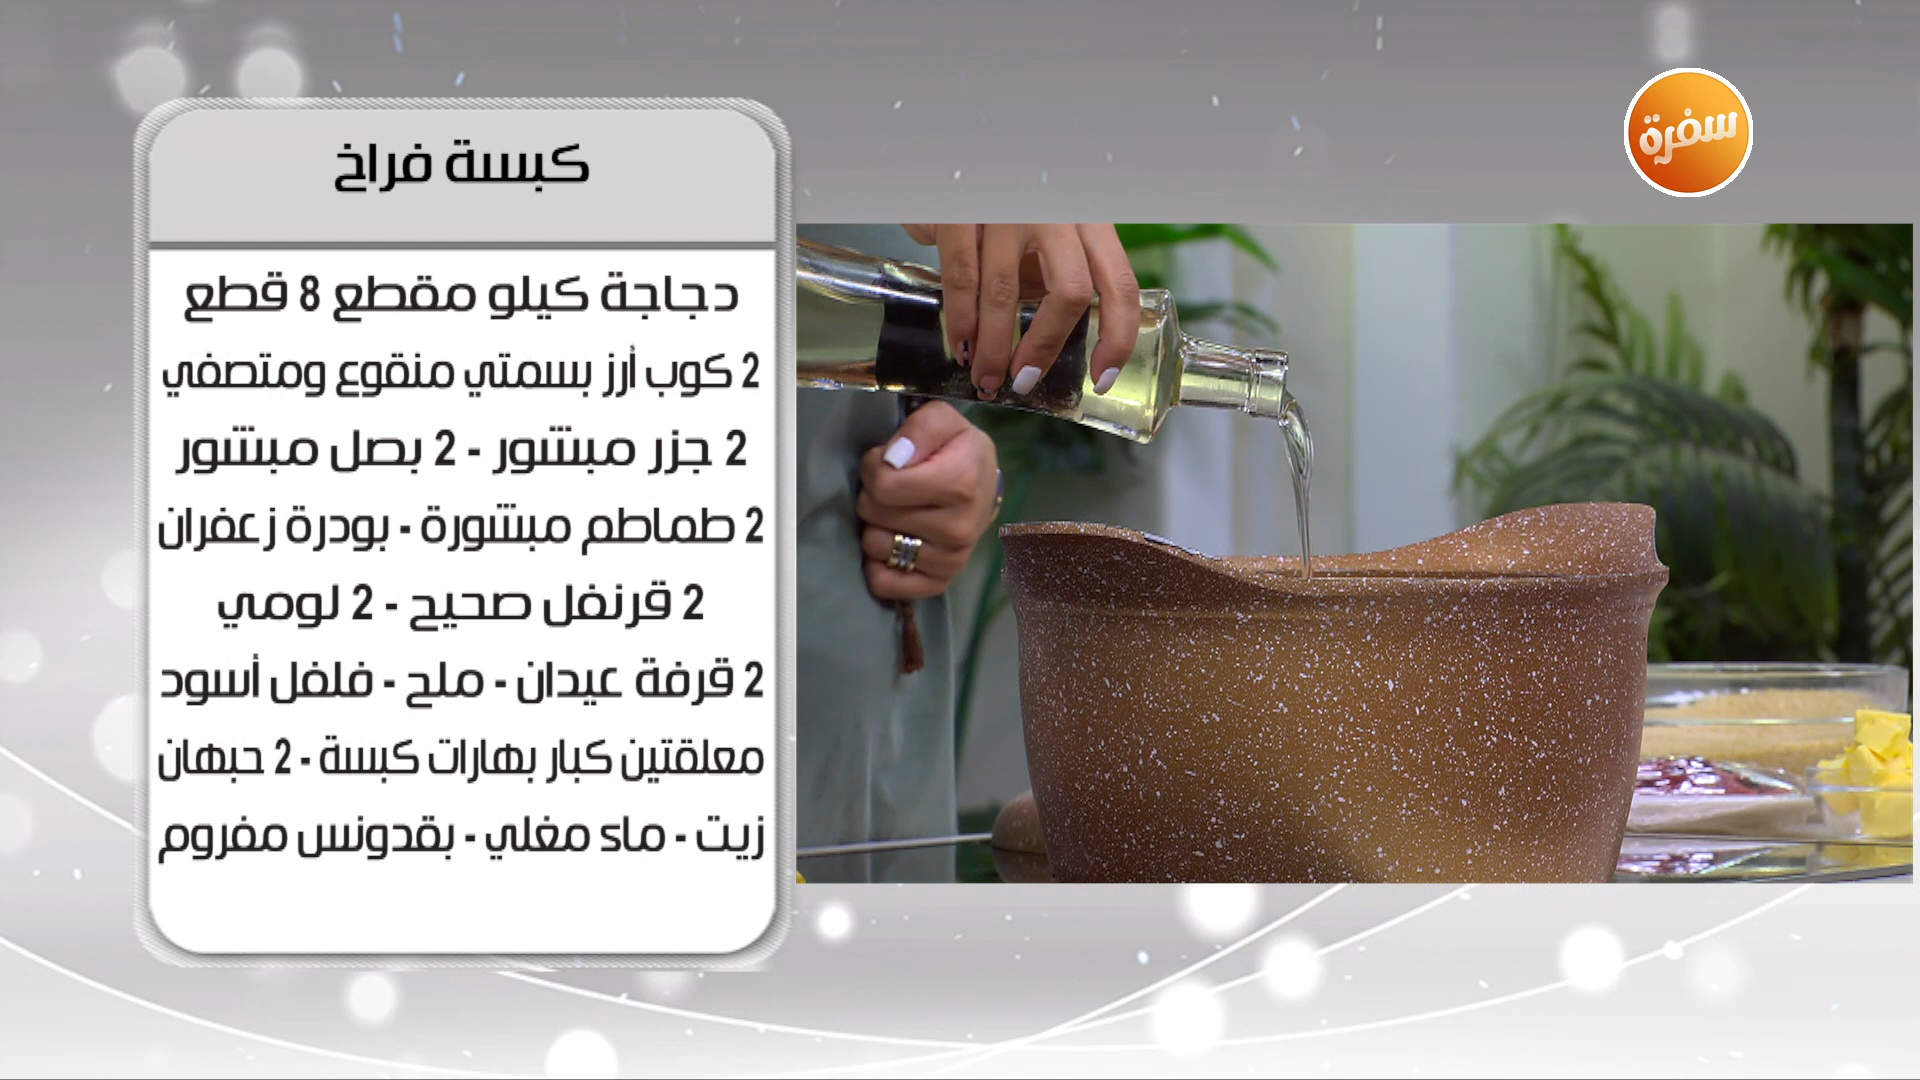 سفرة
كبسة فراخ
دجاجة كيلو مقطع 8 قطع
2 كوب أرز بسمتي منقوع ومتصفي
2 جزر مبشور - 2 بصل مبشور
2 طماطم مبشورة - بودرة زعفران
2 قرنفل صحيح - 2 لومي
2 قرفة عيدان - ملح - فلفل أسود
معلقتين كبار بهارات كبسة - 2 حبهان
زيت - ماء مغلي - بقدونس مفروم